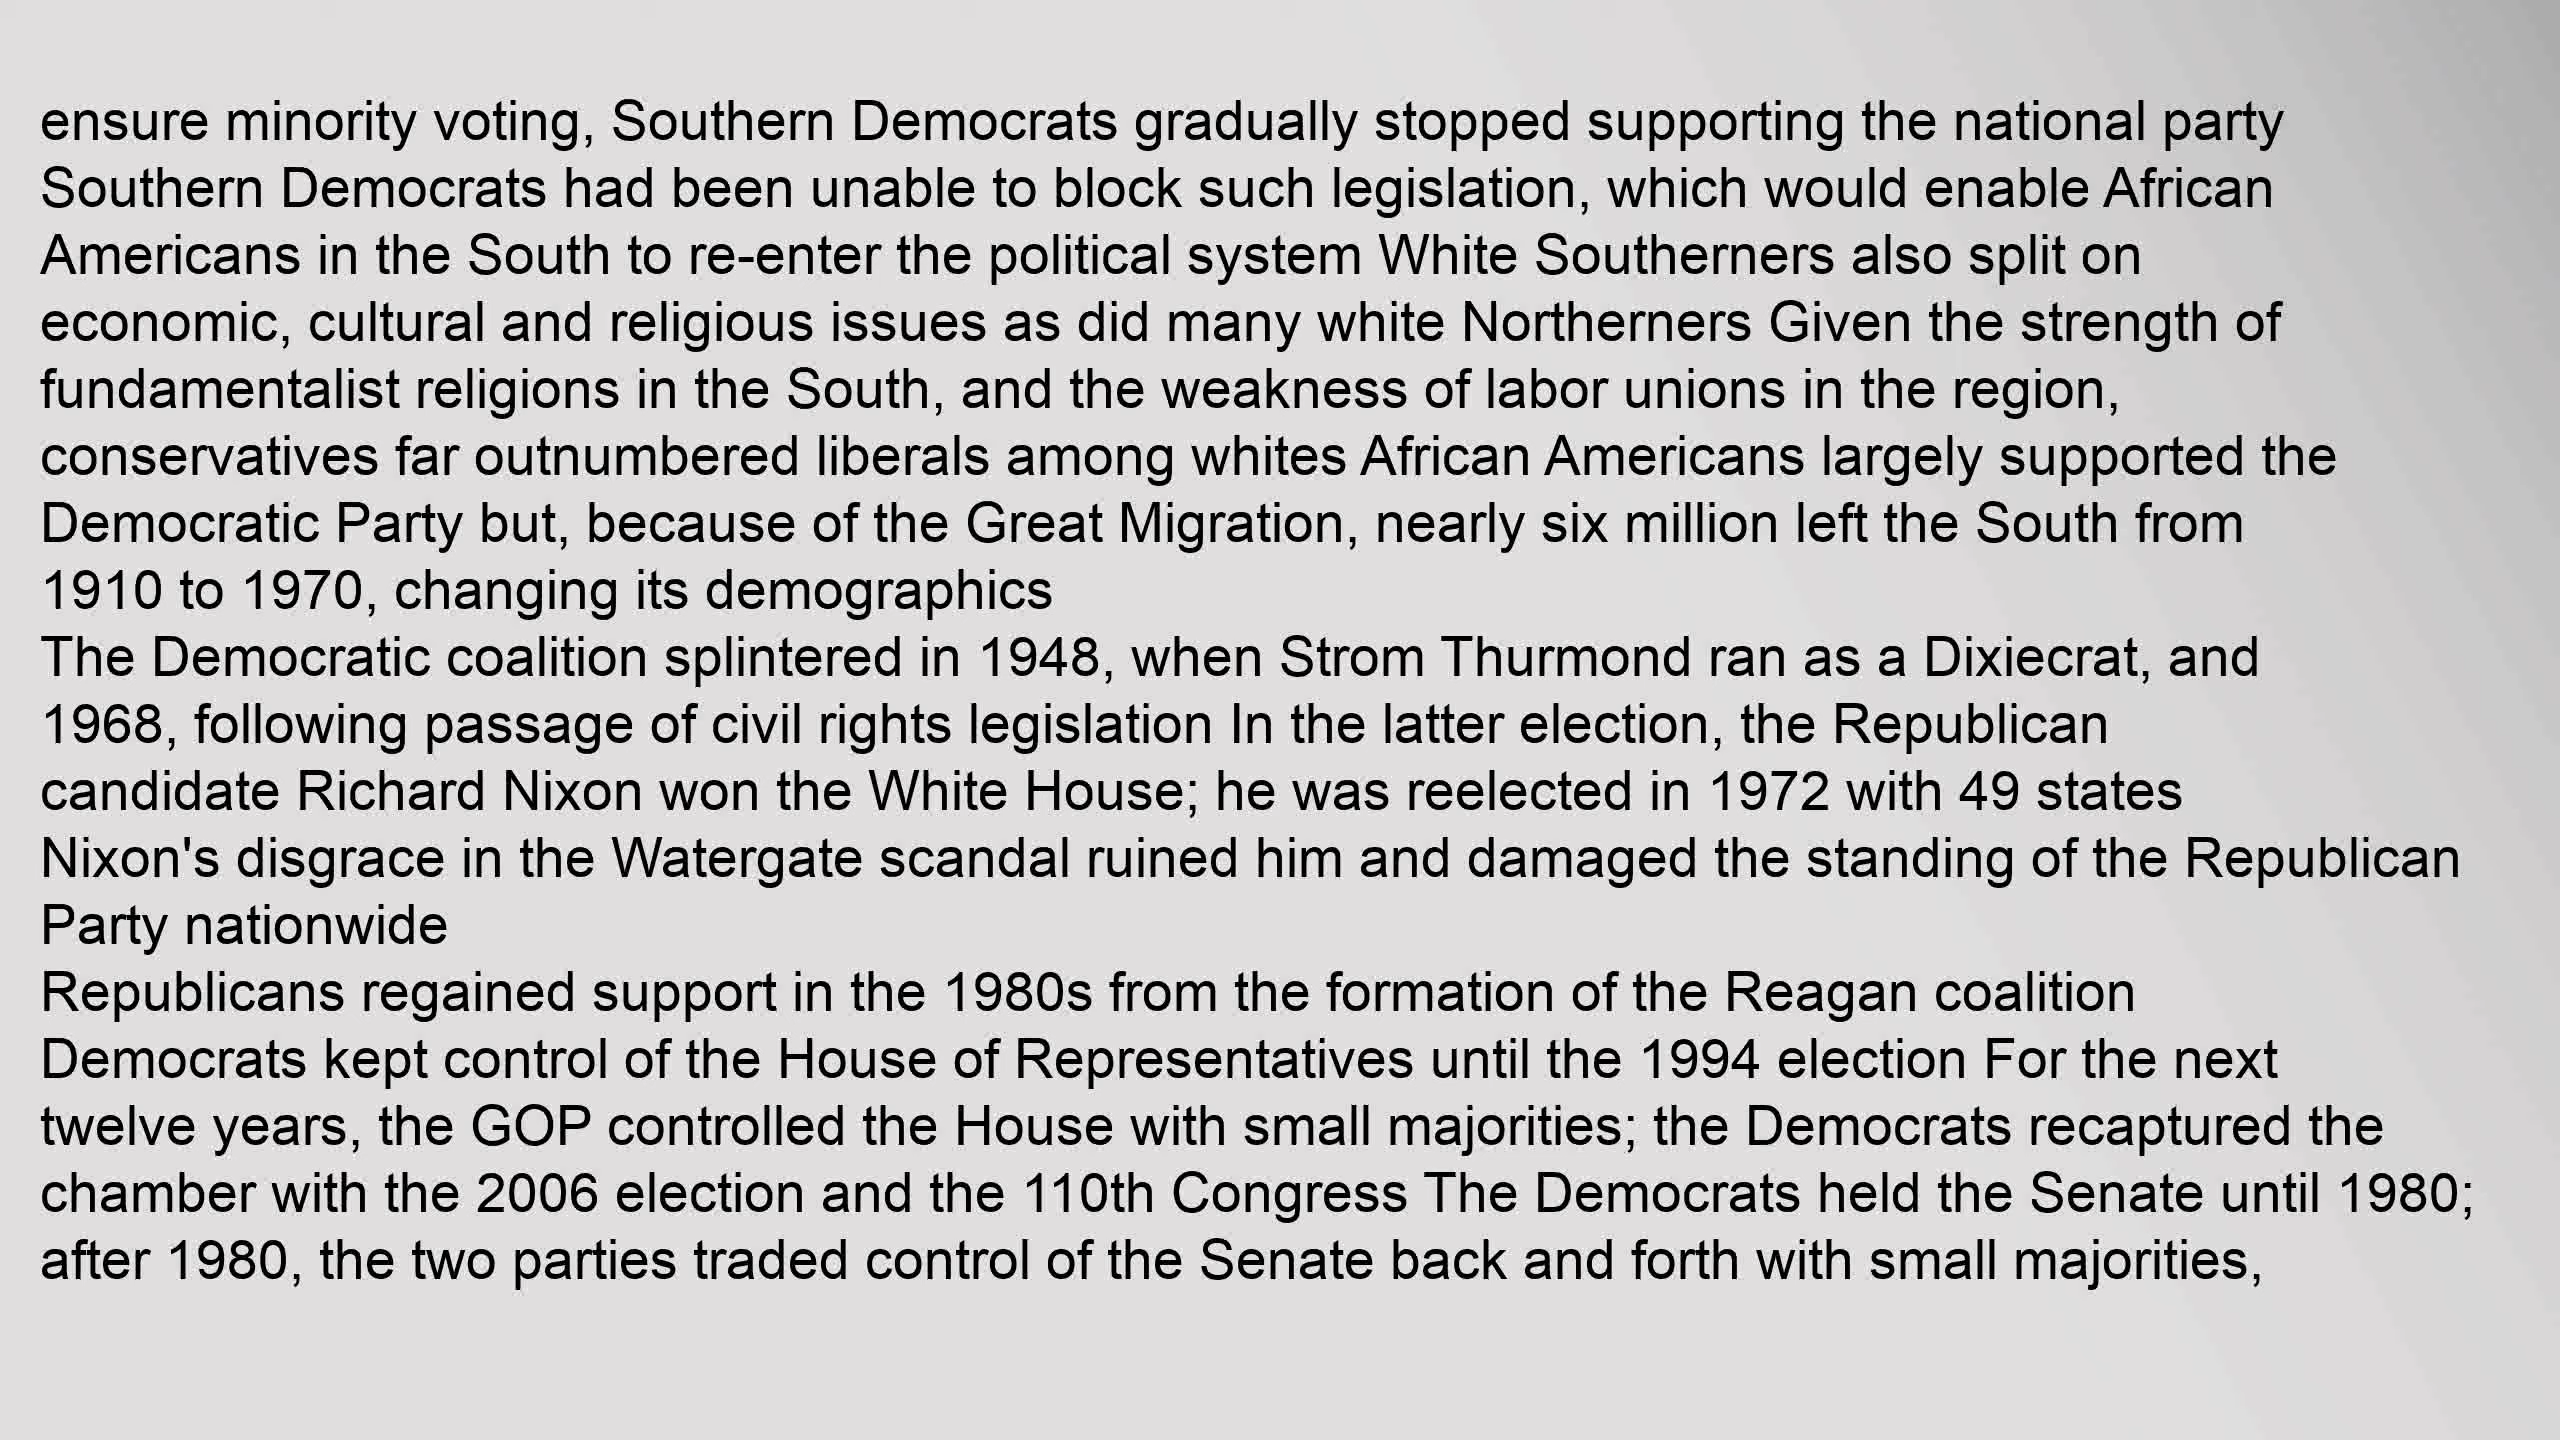 ensure minority voting, Southern Democrats gradually stopped supporting the national party
Southern Democrats had been unable to block such legislation, which would enable African
Americans in the South to re-enter the political system White Southerners also split on
economic, cultural and religious issues as did many white Northerners Given the strength of
fundamentalist religions in the South, and the weakness of labor unions in the region,
conservatives far outnumbered liberals among whites African Americans largely supported the
Democratic Party but, because of the Great Migration, nearly six million left the South from
1910 to 1970, changing its demographics
The Democratic coalition splintered in 1948, when Strom Thurmond ran as a Dixiecrat, and
1968, following passage of civil rights legislation In the latter election, the Republican
candidate Richard Nixon won the White House; he was reelected in 1972 with 49 states
Nixon's disgrace in the Watergate scandal ruined him and damaged the standing of the Republican
Party nationwide
Republicans regained support in the 1980s from the formation of the Reagan coalition
Democrats kept control of the House of Representatives until the 1994 election For the next
twelve years, the GOP controlled the House with small majorities; the Democrats recaptured the
chamber with the 2006 election and the 110th Congress The Democrats held the Senate until 1980;
after 1980, the two parties traded control of the Senate back and forth with small majorities,